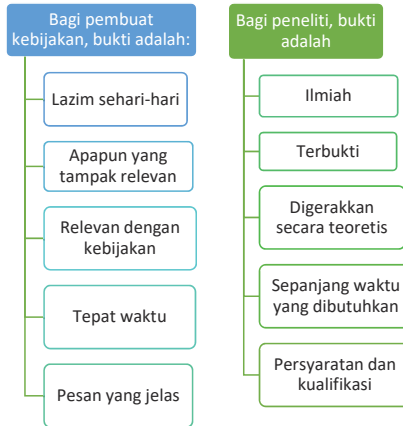 Bagi pembuat
kebijakan, bukti adalah:
Lazim sehari-hari
Apapun yang
tampak relevan
Relevan dengan
kebijakan
Tepat waktu
Pesan yang jelas
Bagi peneliti, bukti
adalah
Ilmiah
Terbukti
Digerakkan
secara teoretis
Sepanjang waktu
yang dibutuhkan
Persyaratan dan
kualifikasi